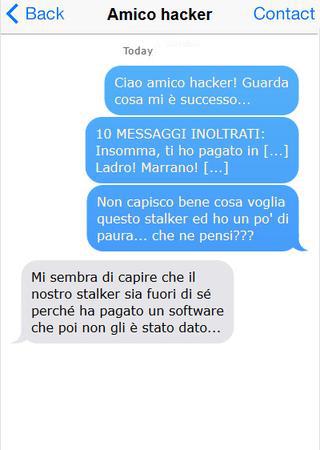 Back Amico hacker Contact
Today
Ciao amico hacker! Guarda
cosa mi è successo...
10 MESSAGGI INOLTRATI:
Insomma, ti ho pagato in [...]
Ladro! Marrano! [...]
Non capisco bene cosa voglia
questo stalker ed ho un po' di
paura... che ne pensi???
Mi sembra di capire che il
nostro stalker sia fuori di sé
perché ha pagato un software
che poi non gli è stato dato...